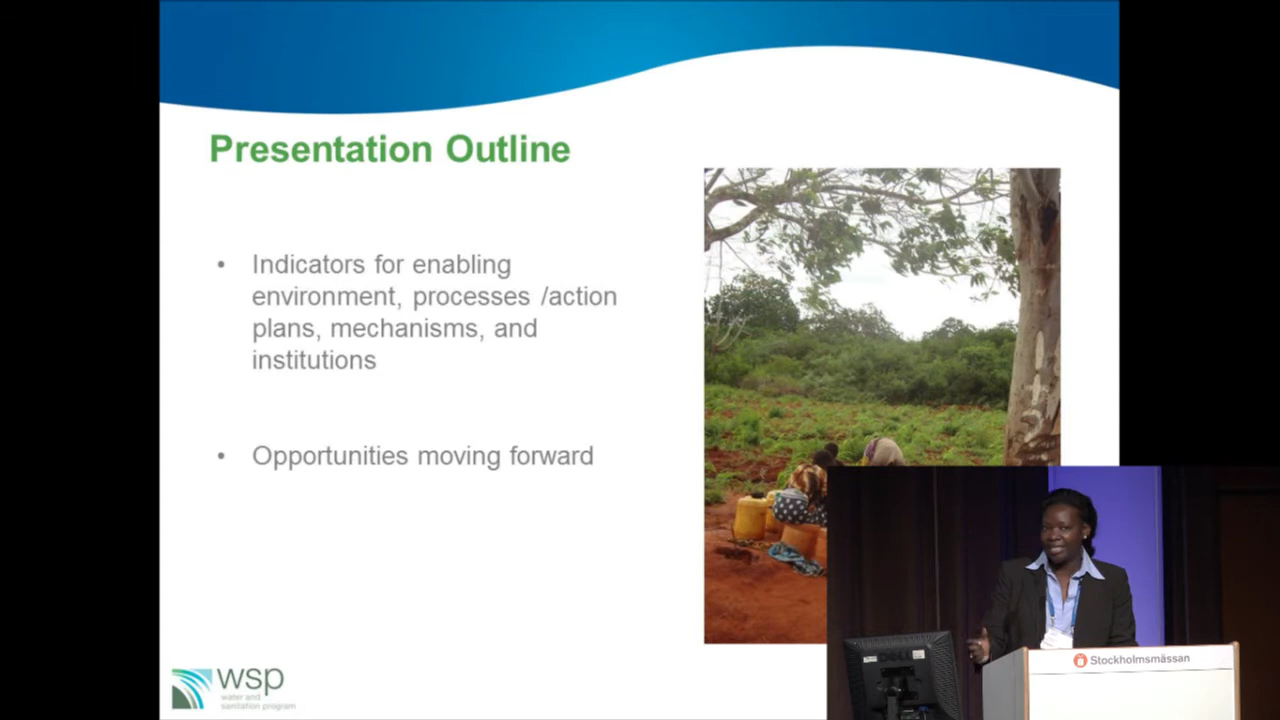 Presentation Outline
• Indicators for enabling
environment, processes /action
plans, mechanisms, and
institutions
• Opportunities moving forward
wsp
water and
sanitation program
DELL
Stockholmsmässan